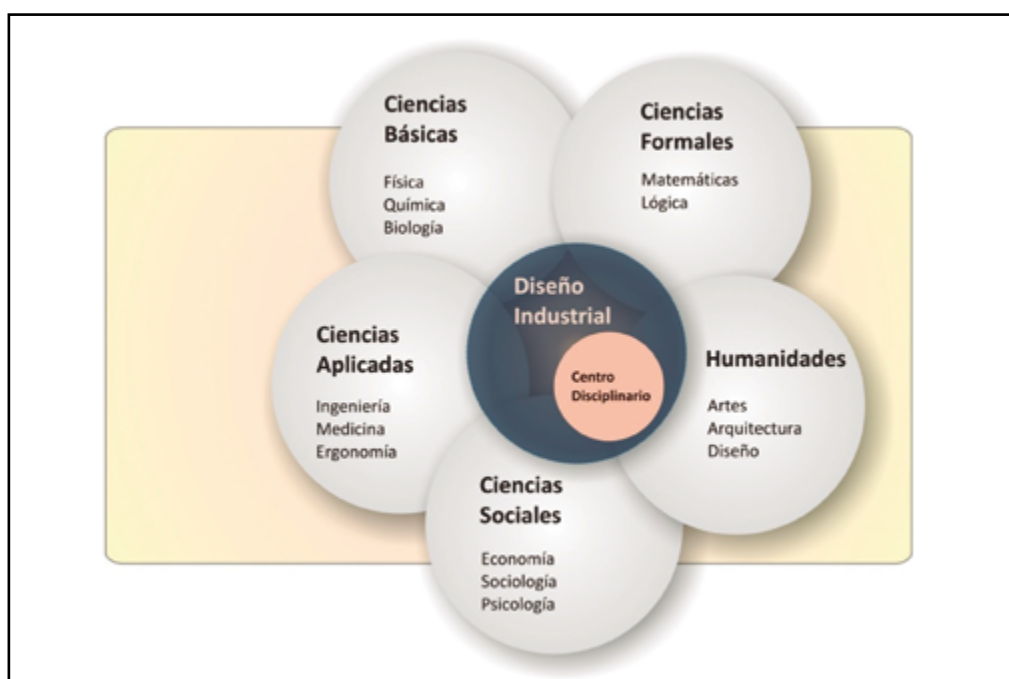 Ciencias
Básicas
Física
Química
Biología
Ciencias
Formales
Matemáticas
Lógica
Diseño
Industrial
Centro
Disciplinario
Ciencias
Aplicadas
Ingeniería
Medicina
Ergonomía
Humanidades
Artes
Arquitectura
Diseño
Ciencias
Sociales
Economía
Sociología
Psicología